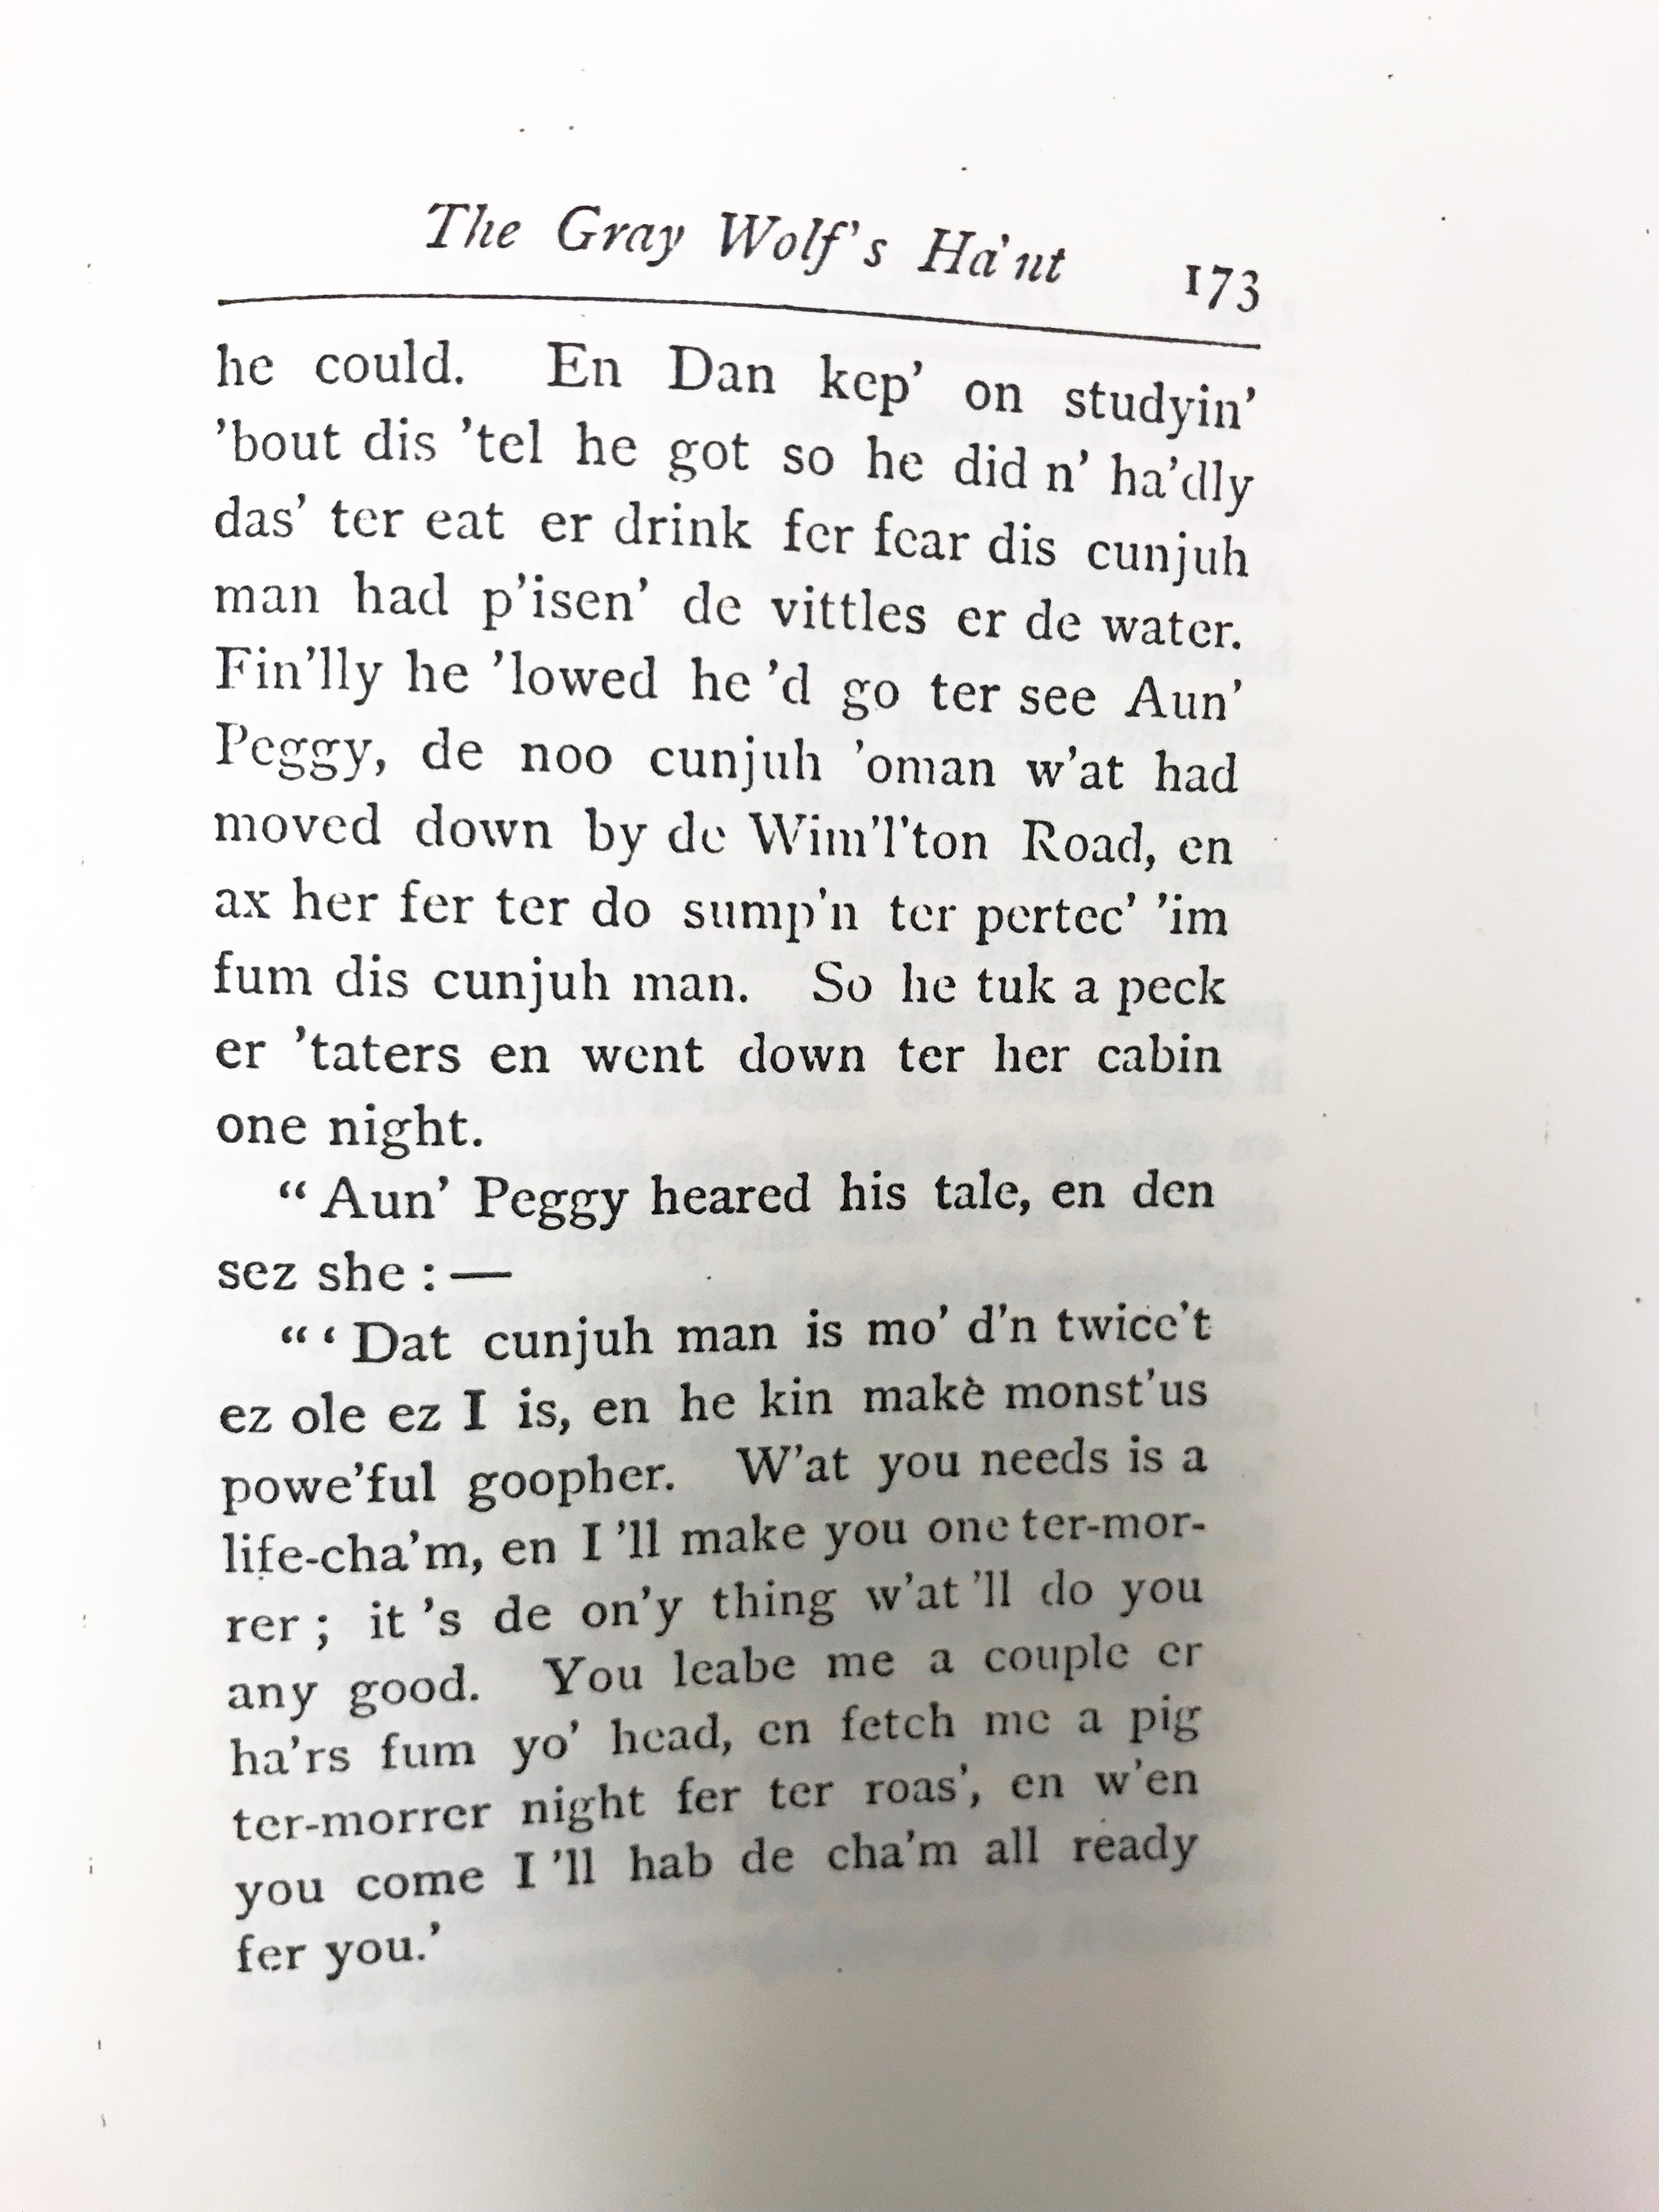 The Gray Wolf's Ha'nt 173
he could. En Dan kep' on studyin'
'bout dis 'tel he got so he did n' ha'dly
das' ter eat er drink fer fear dis cunjuh
man had p'isen' de vittles er de water.
Fin'lly he 'lowed he 'd go ter see Aun'
Peggy, de noo cunjuh 'oman w'at had
moved down by de Wim'l'ton Road, en
ax her fer ter do sump'n ter pertec' 'im
fum dis cunjuh man. So he tuk a peck
er 'taters en went down ter her cabin
one night.
"Aun' Peggy heared his tale, en den
sez she : —
"'Dat cunjuh man is mo' d'n twice't
ez ole ez I is, en he kin make monst'us
powe'ful goopher. W'at you needs is a
life-cha'm, en I 'll make you one ter-mor-
rer ; it 's de on'y thing w'at 'll do you
any good. You leabe me a couple er
ha'rs fum yo' head, en fetch me a pig
ter-morrer night fer ter roas', en w'en
you come I 'll hab de cha'm all ready
fer you.'